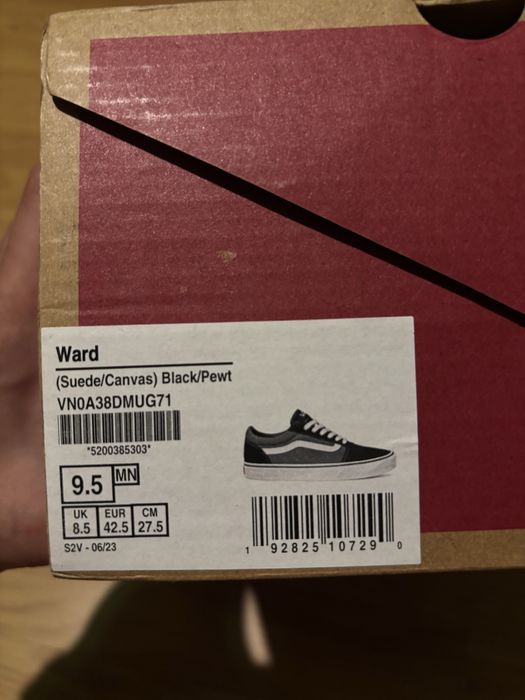 Ward
(Suede/Canvas) Black/Pewt
VN0A38DMUG71
*5200385303*
9.5 MN
UK EUR CM
8.5 42.5 27.5
S2V - 06/23
1 92825 10729 0